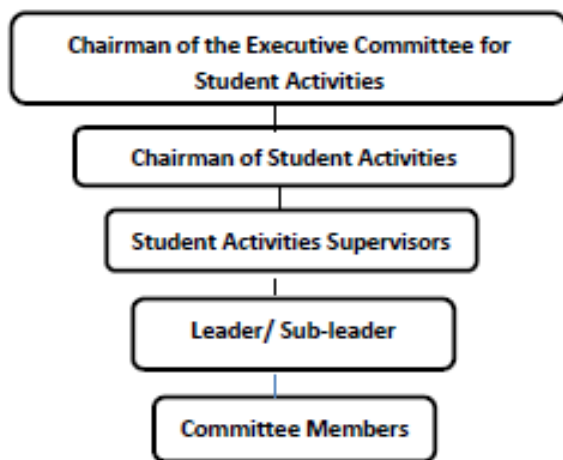 Chairman of the Executive Committee for
Student Activities
Chairman of Student Activities
Student Activities Supervisors
Leader/ Sub-leader
Committee Members